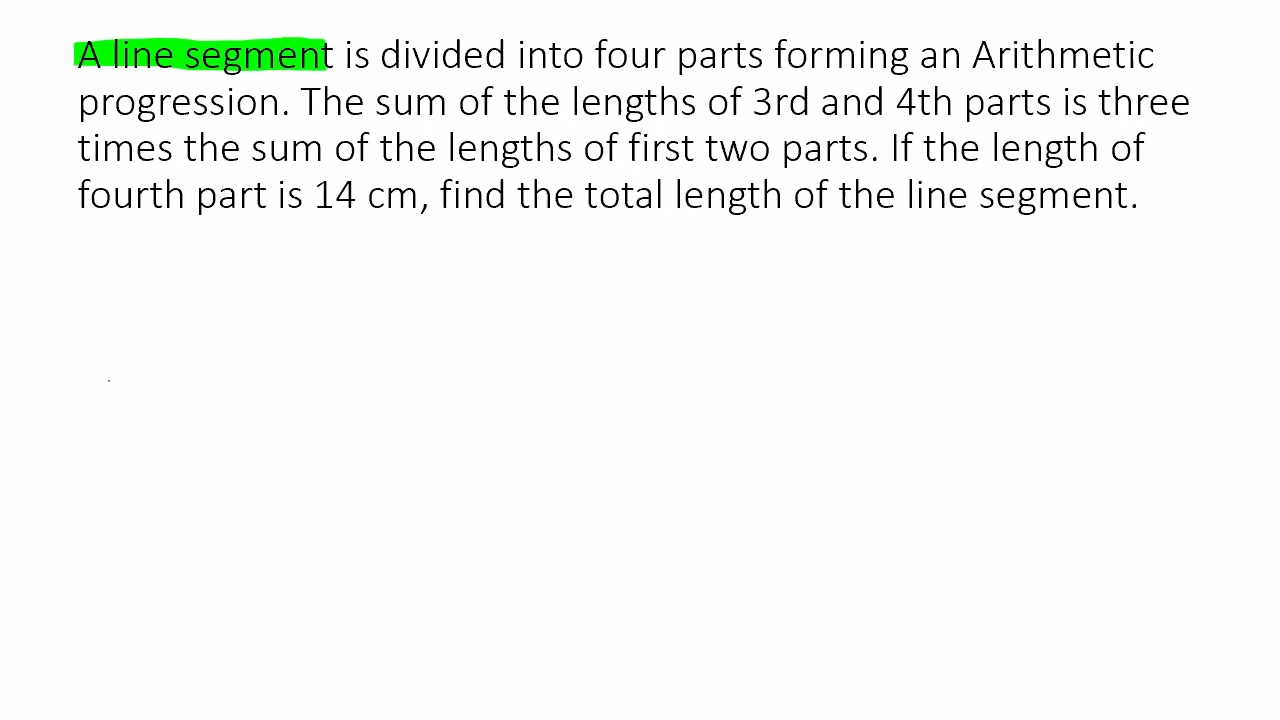 A line segment is divided into four parts forming an Arithmetic
progression. The sum of the lengths of 3rd and 4th parts is three
times the sum of the lengths of first two parts. If the length of
fourth part is 14 cm, find the total length of the line segment.